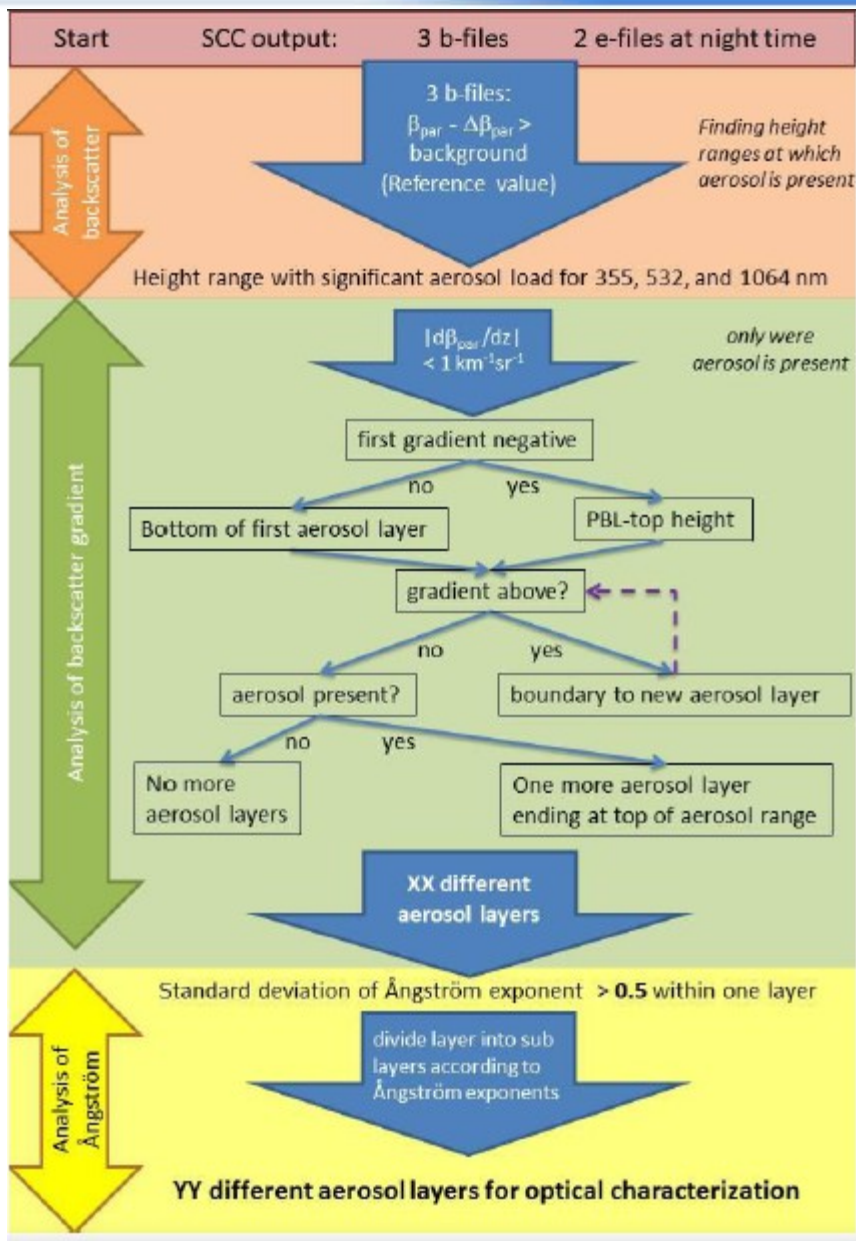 Start SCC output: 3 b-files 2 e-files at night time
3 b-files:
βpar - Δβpar >
background
(Reference value)
Finding height
ranges at which
aerosol is present
Analysis of
backscatter
Height range with significant aerosol load for 355, 532, and 1064 nm
|dβpar/dz|
< 1 km⁻¹sr⁻¹
only were
aerosol is present
Analysis of backscatter gradient
first gradient negative
no yes
Bottom of first aerosol layer
PBL-top height
gradient above?
no yes
aerosol present?
boundary to new aerosol layer
no yes
No more
aerosol layers
One more aerosol layer
ending at top of aerosol range
XX different
aerosol layers
Standard deviation of Ångström exponent > 0.5 within one layer
Analysis of
Ångström
divide layer into sub
layers according to
Ångström exponents
YY different aerosol layers for optical characterization